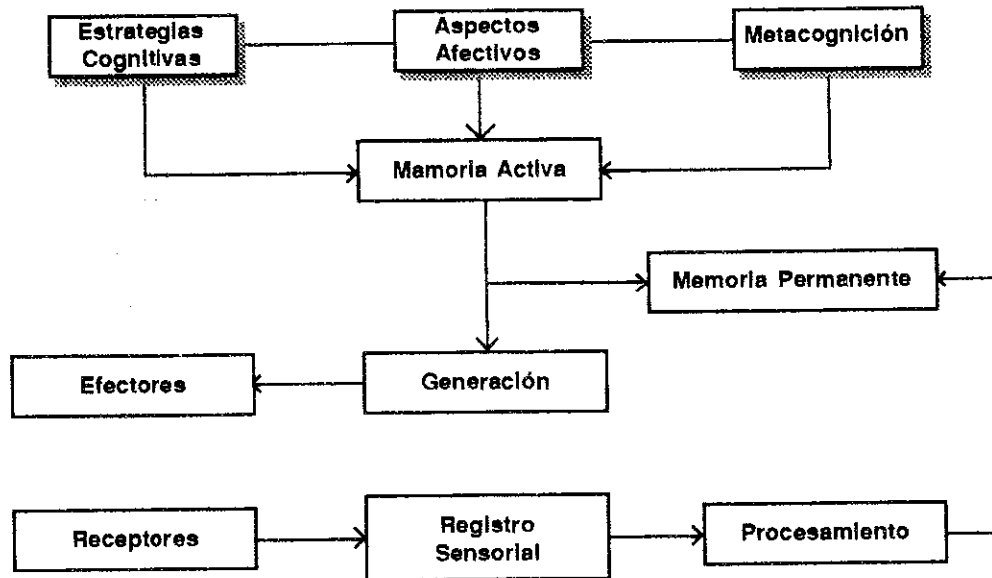 Estrategias
Cognitivas
Aspectos
Afectivos
Metacognición
Mamoria Activa
Memoria Permanente
Efectores
Generación
Receptores
Registro
Sensorial
Procesamiento